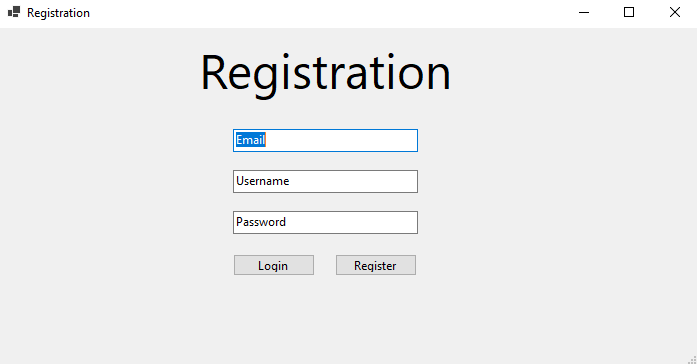 Registration
Registration
Email
Username
Password
Login Register